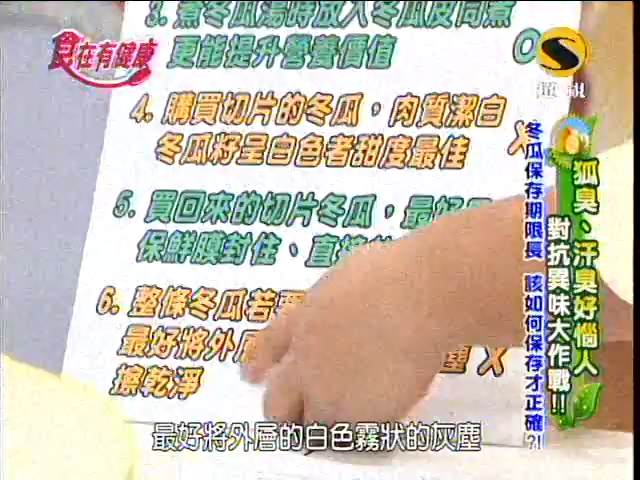 食在有健康
超視
3. 煮冬瓜湯時放入冬瓜皮同煮
更能提升營養價值 O
4. 購買切片的冬瓜，肉質潔白
冬瓜籽呈白色者甜度最佳 X
5. 買回來的切片冬瓜，最好
保鮮膜封住、直接
6. 整條冬瓜若要
最好將外層
塵 X
擦乾淨
狐臭、汗臭好惱人
對抗異味大作戰!!
冬瓜保存期限長 該如何保存才正確?!
最好將外層的白色霧狀的灰塵